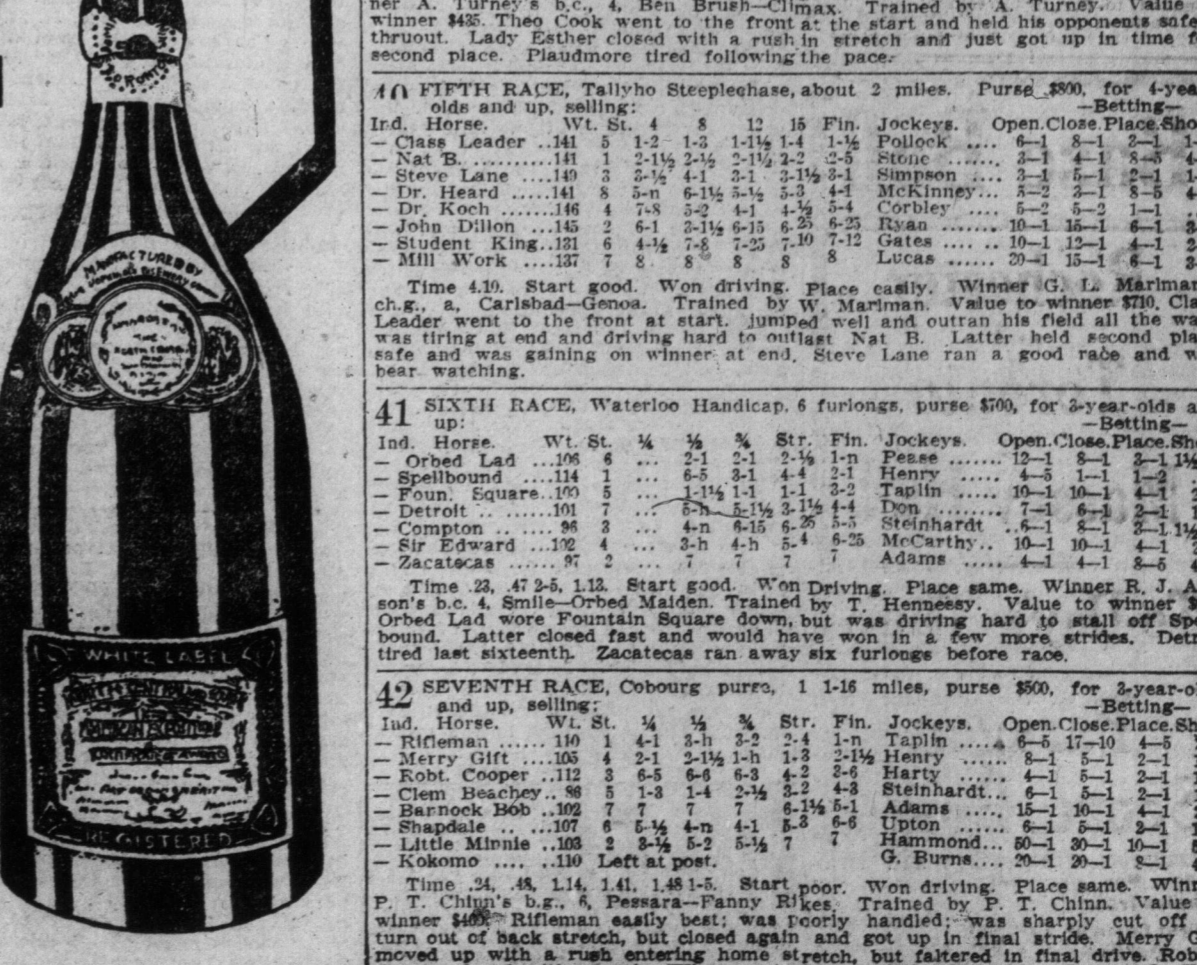 ner A. Turney's b.c., 4, Ben Brush—Climax. Trained by A. Turney. Value
winner $435. Theo Cook went to the front at the start and held his opponents safe
thruout. Lady Esther closed with a rush in stretch and just got up in time
second place. Plaudmore tired following the pace.
40 FIFTH RACE, Tallyho Steeplechase, about 2 miles. Purse $800, for 4-yea
olds and up, selling:
—Betting—
Ind. Horse. Wt. St. 4 8 12 15 Fin. Jockeys. Open.Close.Place.Sho
— Class Leader ..141 5 1-2 1-3 1-1½ 1-4 1-½ Pollock .... 6—1 8—1 3—1
— Nat B. ..........141 1 2-1½ 2-½ 2-1½ 2-2 2-5 Stone ....... 3—1 4—1 8—5
— Steve Lane ....149 3 3-½ 4-1 3-1 3-1½ 3-1 Simpson .... 3—1 5—1 2—1
— Dr. Heard ......141 8 5-n 6-1½ 5-½ 5-3 4-1 McKinney... 5—2 3—1 8—5
— Dr. Koch .......146 4 7-8 5-2 4-1 4-½ 5-4 Corbley .... 5—2 5—2 1—1
— John Dillon ....145 2 6-1 3-1½ 6-15 6-25 6-25 Ryan ....... 10—1 15—1 6—1
— Student King..131 6 4-½ 7-8 7-25 7-10 7-12 Gates .... .. 10—1 12—1 4—1
— Mill Work ....137 7 8 8 8 8 8 Lucas ...... 20—1 15—1 6—1
Time 4.10. Start good. Won driving. Place easily. Winner G. L. Marlman
ch.g., a, Carlsbad—Genoa. Trained by W. Marlman. Value to winner $710. Cla
Leader went to the front at start. jumped well and outran his field all the wa
was tiring at end and driving hard to outlast Nat B. Latter held second pla
safe and was gaining on winner at end. Steve Lane ran a good race and w
bear watching.
41 SIXTH RACE, Waterloo Handicap, 6 furlongs, purse $700, for 3-year-olds a
up:
—Betting—
Ind. Horse. Wt. St. ¼ ½ ¾ Str. Fin. Jockeys. Open.Close.Place.Sh
— Orbed Lad ...106 6 ... 2-1 2-1 2-½ 1-n Pease ....... 12—1 8—1 3—1 1½
— Spellbound ....114 1 ... 6-5 3-1 4-4 2-1 Henry ...... 4—5 1—1 1—2
— Foun. Square..100 5 ... 1-1½ 1-1 1-1 3-2 Taplin ..... 10—1 10—1 4—1
— Detroit .. .....101 7 ... 5-h 5-1½ 3-1½ 4-4 Don ........ 7—1 6—1 2—1
— Compton .. .... 96 3 ... 4-n 6-15 6-25 5-5 Steinhardt ..6—1 8—1 3—1 1½
— Sir Edward ...102 4 ... 3-h 4-h 5-4 6-25 McCarthy.. 10—1 10—1 4—1
— Zacatecas ...... 97 2 ... 7 7 7 7 Adams ..... 4—1 4—1 8—5
Time .23, .47 2-5, 1.13. Start good. Won Driving. Place same. Winner R. J. A
son's b.c. 4, Smile—Orbed Maiden. Trained by T. Hennessy. Value to winner $
Orbed Lad wore Fountain Square down, but was driving hard to stall off Spe
bound. Latter closed fast and would have won in a few more strides. Det
tired last sixteenth. Zacatecas ran away six furlongs before race.
42 SEVENTH RACE, Cobourg purse, 1 1-16 miles, purse $500, for 3-year-o
and up, selling:
—Betting—
Ind. Horse. Wt. St. ¼ ½ ¾ Str. Fin. Jockeys. Open.Close.Place.Sh
— Rifleman ...... 110 1 4-1 3-h 3-2 2-4 1-n Taplin ..... 6—5 17—10 4—5
— Merry Gift ....105 4 2-1 2-1½ 1-h 1-3 2-1½ Henry ...... 8—1 5—1 2—1
— Robt. Cooper ..112 3 6-5 6-6 6-3 4-2 3-6 Harty ...... 4—1 5—1 2—1
— Clem Beachey.. 96 5 1-3 1-4 2-½ 3-2 4-3 Steinhardt... 6—1 5—1 2—1
— Bannock Bob ..102 7 7 7 7 6-1½ 5-1 Adams ..... 15—1 10—1 4—1
— Shapdale .. ...107 6 5-½ 4-n 4-1 5-3 6-6 Upton ...... 6—1 5—1 2—1
— Little Minnie ..103 2 3-½ 5-2 5-½ 7 7 Hammond... 50—1 30—1 10—1
— Kokomo .... ..110 Left at post. G. Burns.... 20—1 20—1 8—1
Time .24, .48, 1.14, 1.41, 1.48 1-5. Start poor. Won driving. Place same. Winn
P. T. Chinn's b.g., 6, Pessara—Fanny Rikes. Trained by P. T. Chinn. Value
winner Rifleman easily best; was poorly handled; was sharply cut off
turn out of back stretch, but closed again and got up in final stride. Merry G
moved up with a rush entering home stretch, but faltered in final drive. Rob
TORONTO
MANUFACTURED BY
WHITE LABEL
REGISTERED